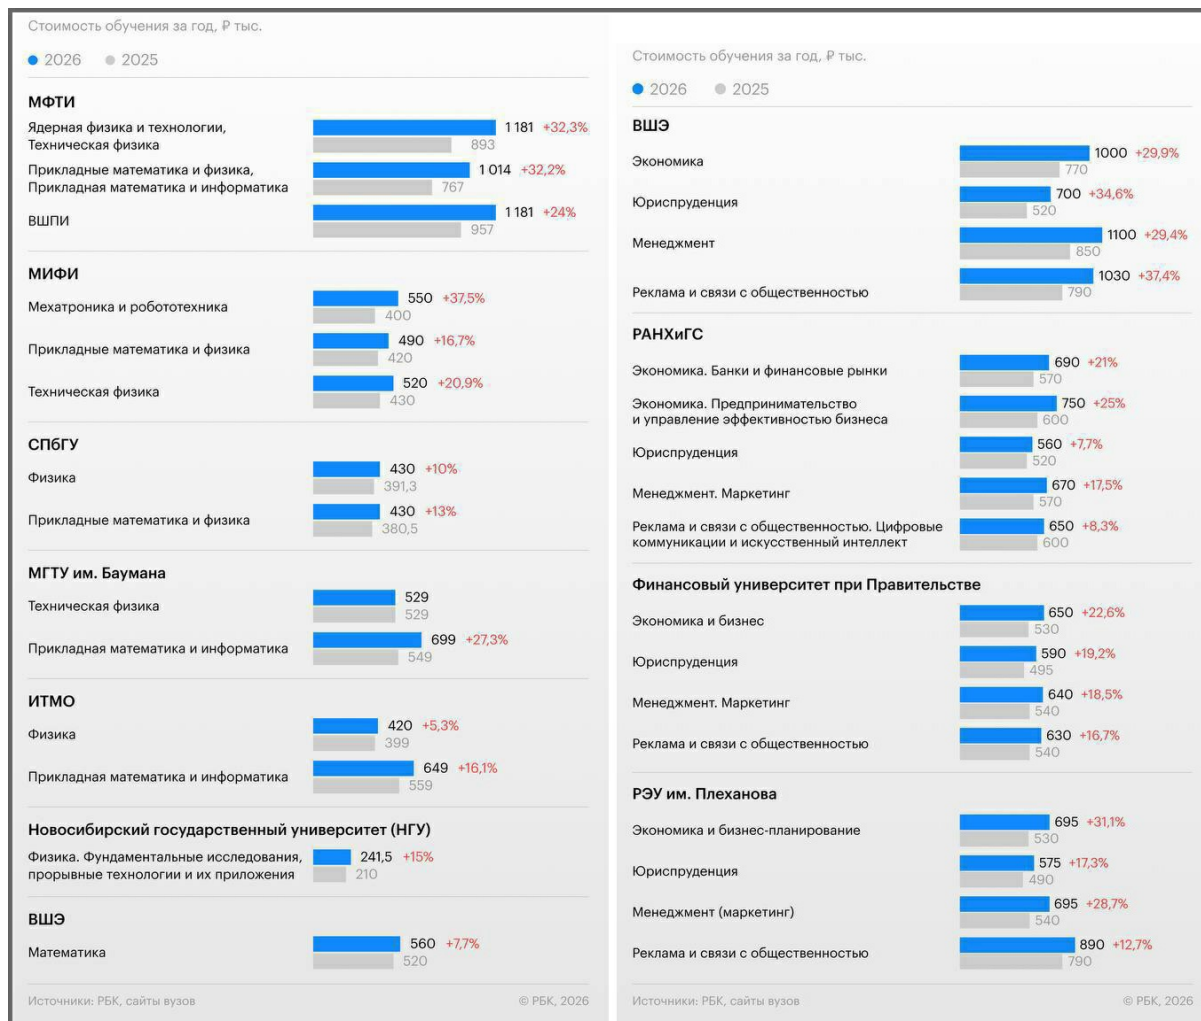 Стоимость обучения за год, ₽ тыс.
2026 2025
МФТИ
Ядерная физика и технологии,
Техническая физика
1 181 +32,3%
893
Прикладные математика и физика,
Прикладная математика и информатика
1 014 +32,2%
767
ВШПИ
1 181 +24%
957
МИФИ
Мехатроника и робототехника
550 +37,5%
400
Прикладные математика и физика
490 +16,7%
420
Техническая физика
520 +20,9%
430
СПбГУ
Физика
430 +10%
391,3
Прикладные математика и физика
430 +13%
380,5
МГТУ им. Баумана
Техническая физика
529
529
Прикладная математика и информатика
699 +27,3%
549
ИТМО
Физика
420 +5,3%
399
Прикладная математика и информатика
649 +16,1%
559
Новосибирский государственный университет (НГУ)
Физика. Фундаментальные исследования,
прорывные технологии и их приложения
241,5 +15%
210
ВШЭ
Математика
560 +7,7%
520
Источники: РБК, сайты вузов © РБК, 2026
Стоимость обучения за год, ₽ тыс.
2026 2025
ВШЭ
Экономика
1000 +29,9%
770
Юриспруденция
700 +34,6%
520
Менеджмент
1100 +29,4%
850
Реклама и связи с общественностью
1030 +37,4%
790
РАНХиГС
Экономика. Банки и финансовые рынки
690 +21%
570
Экономика. Предпринимательство
и управление эффективностью бизнеса
750 +25%
600
Юриспруденция
560 +7,7%
520
Менеджмент. Маркетинг
670 +17,5%
570
Реклама и связи с общественностью. Цифровые
коммуникации и искусственный интеллект
650 +8,3%
600
Финансовый университет при Правительстве
Экономика и бизнес
650 +22,6%
530
Юриспруденция
590 +19,2%
495
Менеджмент. Маркетинг
640 +18,5%
540
Реклама и связи с общественностью
630 +16,7%
540
РЭУ им. Плеханова
Экономика и бизнес-планирование
695 +31,1%
530
Юриспруденция
575 +17,3%
490
Менеджмент (маркетинг)
695 +28,7%
540
Реклама и связи с общественностью
890 +12,7%
790
Источники: РБК, сайты вузов © РБК, 2026